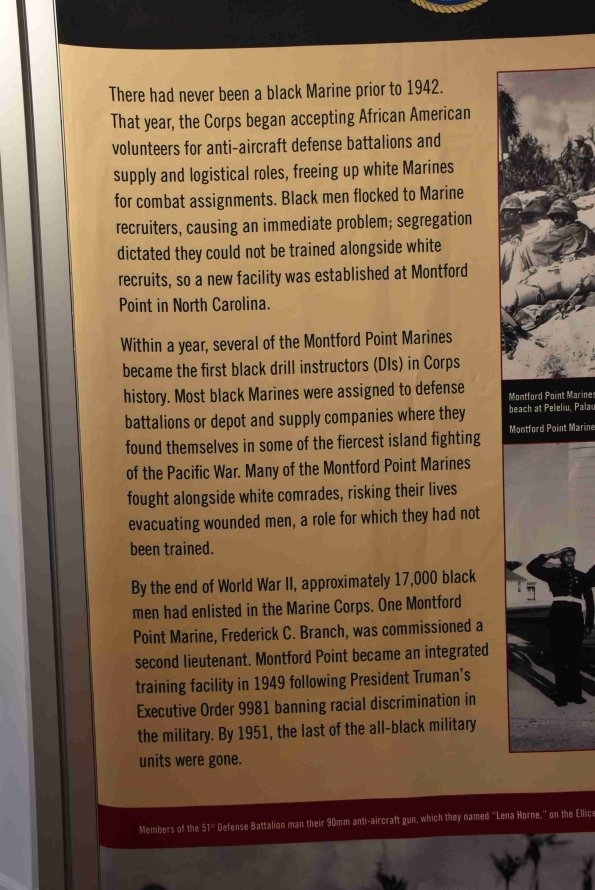 There had never been a black Marine prior to 1942.
That year, the Corps began accepting African American
volunteers for anti-aircraft defense battalions and
supply and logistical roles, freeing up white Marines
for combat assignments. Black men flocked to Marine
recruiters, causing an immediate problem; segregation
dictated they could not be trained alongside white
recruits, so a new facility was established at Montford
Point in North Carolina.
Within a year, several of the Montford Point Marines
became the first black drill instructors (DIs) in Corps
history. Most black Marines were assigned to defense
battalions or depot and supply companies where they
found themselves in some of the fiercest island fighting
of the Pacific War. Many of the Montford Point Marines
fought alongside white comrades, risking their lives
evacuating wounded men, a role for which they had not
been trained.
By the end of World War II, approximately 17,000 black
men had enlisted in the Marine Corps. One Montford
Point Marine, Frederick C. Branch, was commissioned a
second lieutenant. Montford Point became an integrated
training facility in 1949 following President Truman's
Executive Order 9981 banning racial discrimination in
the military. By 1951, the last of the all-black military
units were gone.
Montford Point Marines
beach at Peleliu, Palau
Montford Point Marine
Members of the 51st Defense Battalion man their 90mm anti-aircraft gun, which they named "Lena Horne," on the Ellice